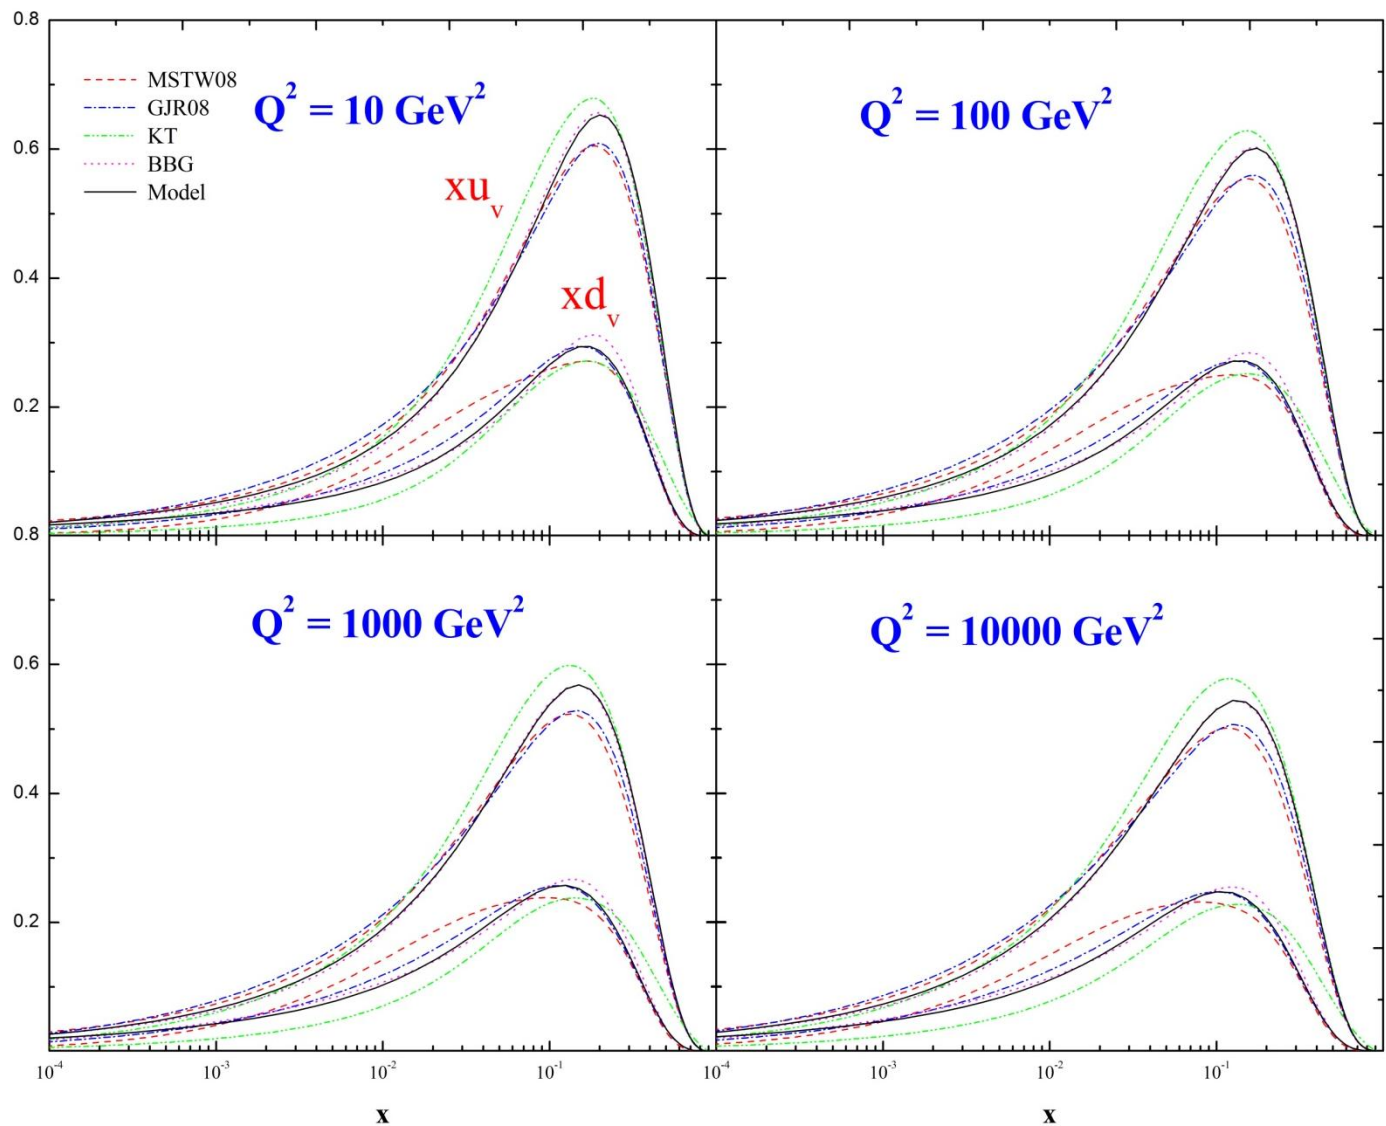 0.8
0.6
0.4
0.2
MSTW08
GJR08
KT
BBG
Model
Q² = 10 GeV²
xu_v
xd_v
Q² = 100 GeV²
0.8
0.6
0.4
0.2
Q² = 1000 GeV²
Q² = 10000 GeV²
10⁻⁴ 10⁻³ 10⁻² 10⁻¹ 10⁻⁴ 10⁻³ 10⁻² 10⁻¹
x x